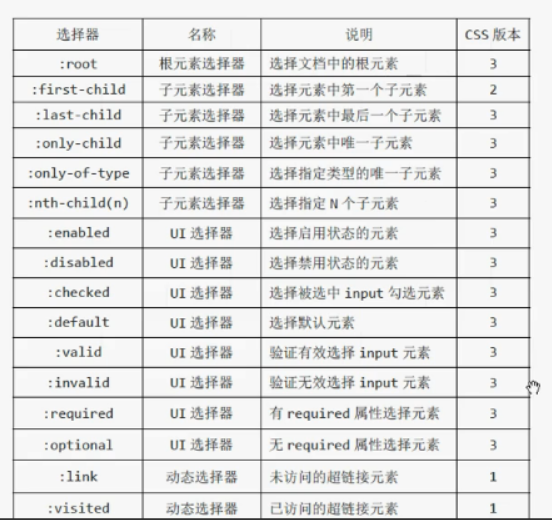 选择器 名称 说明 CSS 版本
:root 根元素选择器 选择文档中的根元素 3
:first-child 子元素选择器 选择元素中第一个子元素 2
:last-child 子元素选择器 选择元素中最后一个子元素 3
:only-child 子元素选择器 选择元素中唯一子元素 3
:only-of-type 子元素选择器 选择指定类型的唯一子元素 3
:nth-child(n) 子元素选择器 选择指定 N 个子元素 3
:enabled UI 选择器 选择启用状态的元素 3
:disabled UI 选择器 选择禁用状态的元素 3
:checked UI 选择器 选择被选中 input 勾选元素 3
:default UI 选择器 选择默认元素 3
:valid UI 选择器 验证有效选择 input 元素 3
:invalid UI 选择器 验证无效选择 input 元素 3
:required UI 选择器 有 required 属性选择元素 3
:optional UI 选择器 无 required 属性选择元素 3
:link 动态选择器 未访问的超链接元素 1
:visited 动态选择器 已访问的超链接元素 1